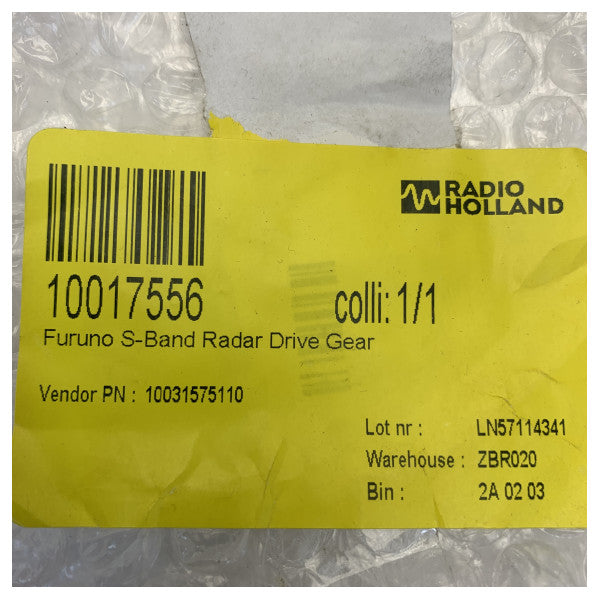 RADIO
HOLLAND
10017556 colli: 1/1
Furuno S-Band Radar Drive Gear
Vendor PN : 10031575110
Lot nr : LN57114341
Warehouse : ZBR020
Bin : 2A 02 03